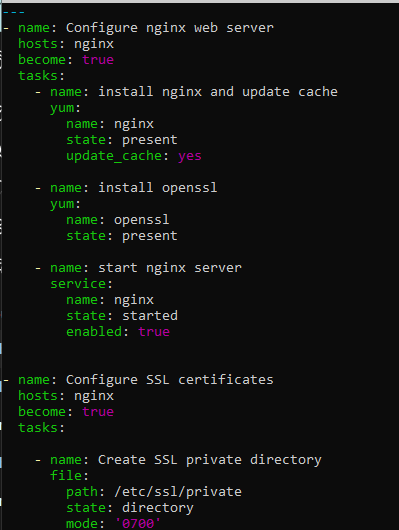 ---
- name: Configure nginx web server
  hosts: nginx
  become: true
  tasks:
    - name: install nginx and update cache
      yum:
        name: nginx
        state: present
        update_cache: yes

    - name: install openssl
      yum:
        name: openssl
        state: present

    - name: start nginx server
      service:
        name: nginx
        state: started
        enabled: true


- name: Configure SSL certificates
  hosts: nginx
  become: true
  tasks:

    - name: Create SSL private directory
      file:
        path: /etc/ssl/private
        state: directory
        mode: '0700'